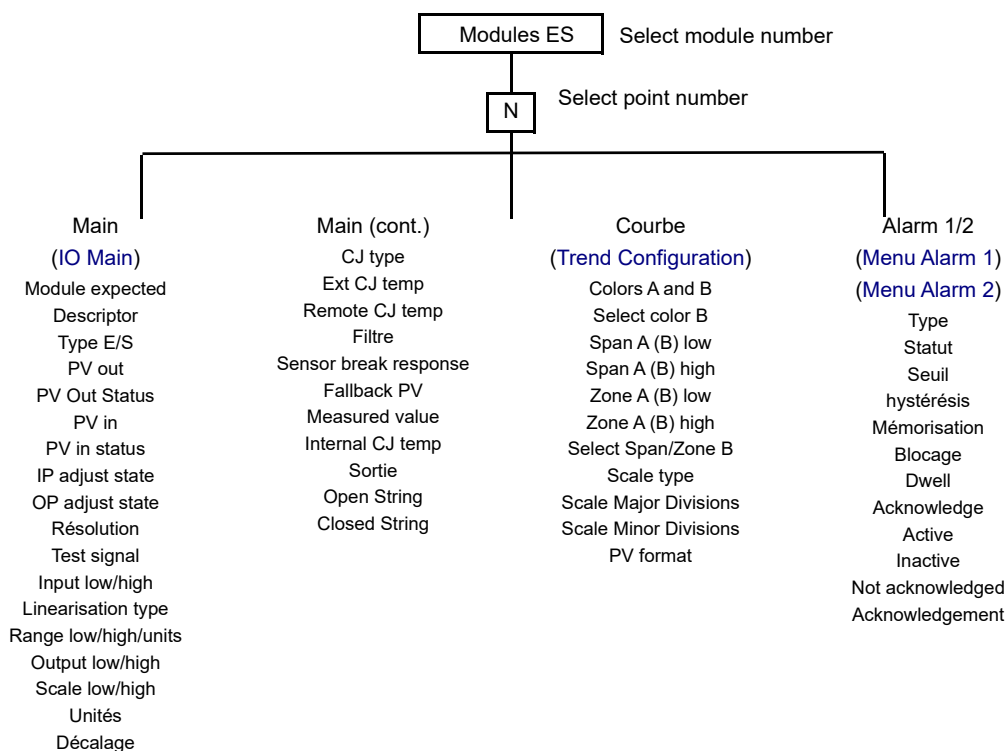 Modules ES
Select module number
N
Select point number
Main
(IO Main)
Module expected
Descriptor
Type E/S
PV out
PV Out Status
PV in
PV in status
IP adjust state
OP adjust state
Résolution
Test signal
Input low/high
Linearisation type
Range low/high/units
Output low/high
Scale low/high
Unités
Décalage
Main (cont.)
CJ type
Ext CJ temp
Remote CJ temp
Filtre
Sensor break response
Fallback PV
Measured value
Internal CJ temp
Sortie
Open String
Closed String
Courbe
(Trend Configuration)
Colors A and B
Select color B
Span A (B) low
Span A (B) high
Zone A (B) low
Zone A (B) high
Select Span/Zone B
Scale type
Scale Major Divisions
Scale Minor Divisions
PV format
Alarm 1/2
(Menu Alarm 1)
(Menu Alarm 2)
Type
Statut
Seuil
hystérésis
Mémorisation
Blocage
Dwell
Acknowledge
Active
Inactive
Not acknowledged
Acknowledgement